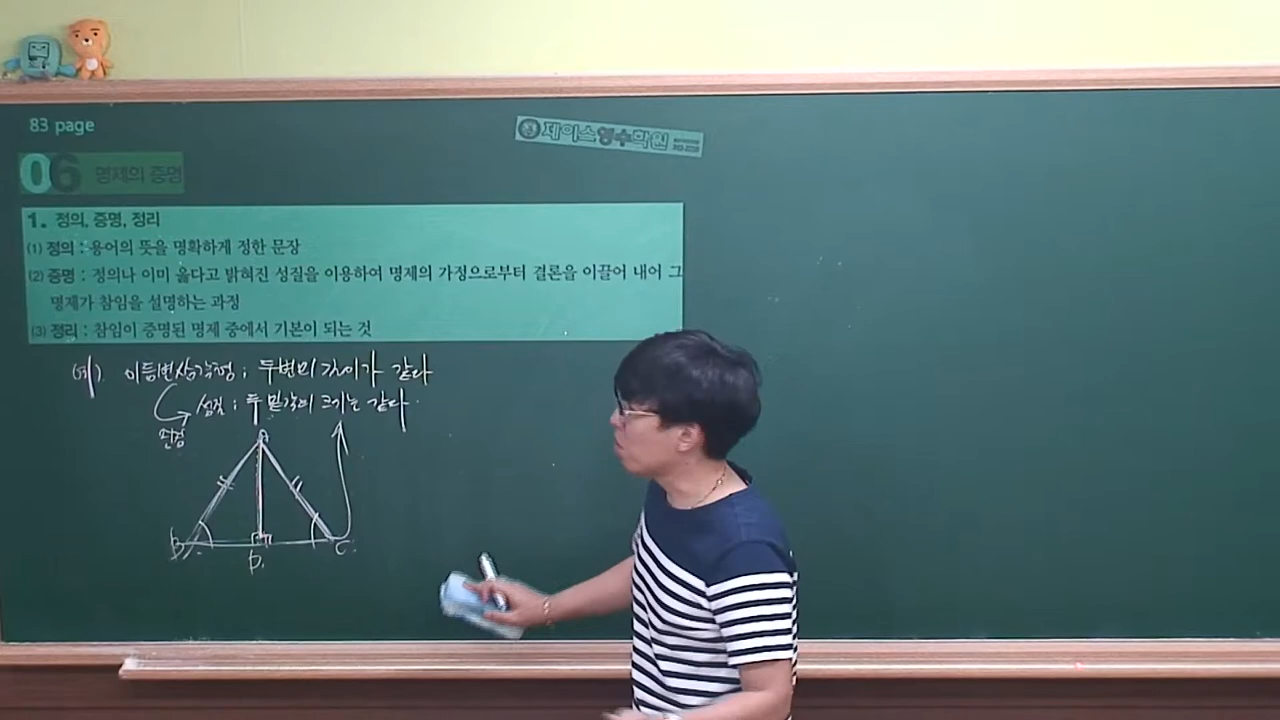 83 page
제이스영수학원
06 명제의 증명
1. 정의, 증명, 정리
(1) 정의 : 용어의 뜻을 명확하게 정한 문장
(2) 증명 : 정의나 이미 옳다고 밝혀진 성질을 이용하여 명제의 가정으로부터 결론을 이끌어 내어 그
명제가 참임을 설명하는 과정
(3) 정리 : 참임이 증명된 명제 중에서 기본이 되는 것
(예). 이등변삼각형 ; 두변의 길이가 같다
성질 ; 두 밑각의 크기는 같다.
A
B C
D